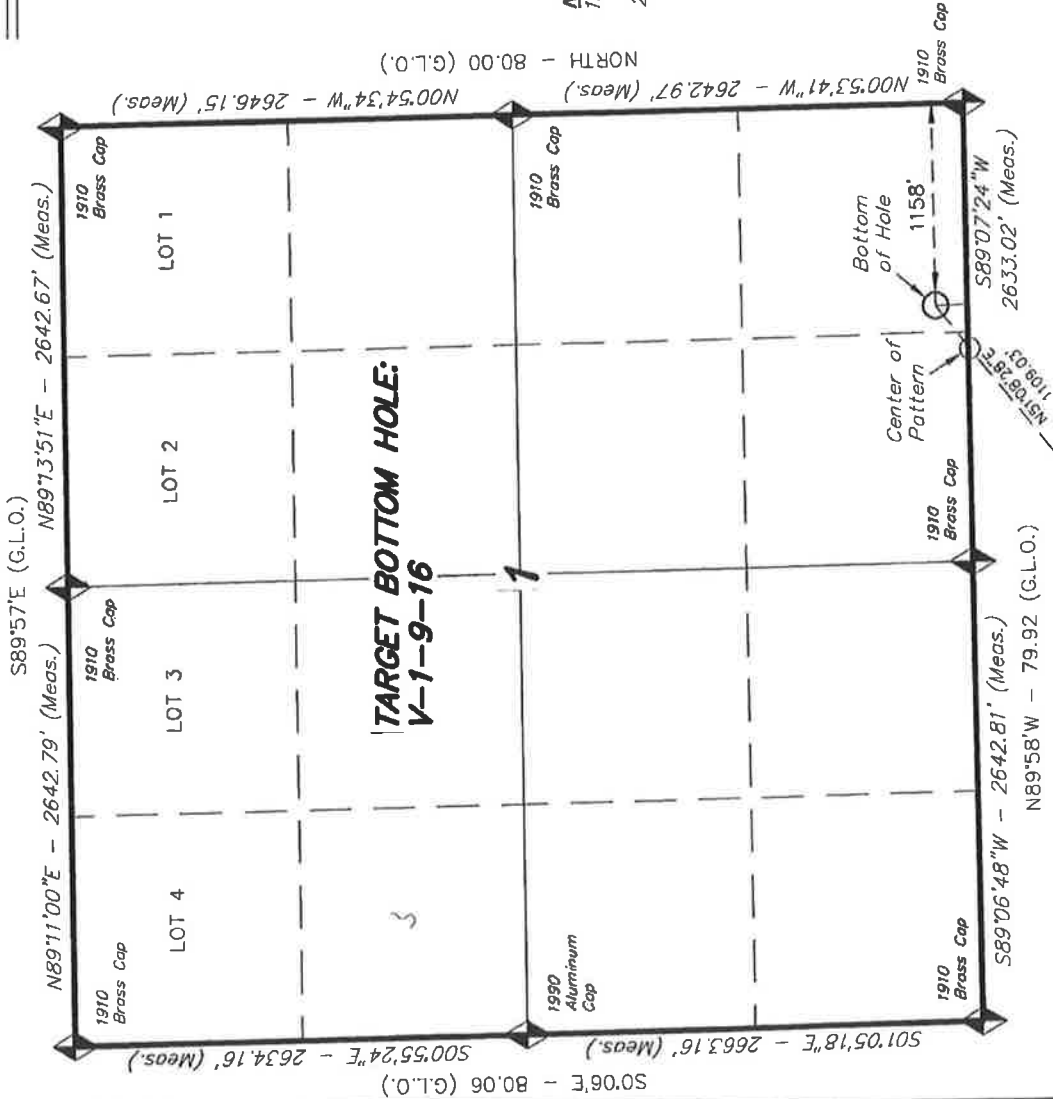 S89°57'E (G.L.O.)
N89°11'00"E - 2642.79' (Meas.)
N89°13'51"E - 2642.67' (Meas.)
1910
Brass Cap
1910
Brass Cap
1910
Brass Cap
LOT 4
LOT 3
LOT 2
LOT 1
S00°55'24"E - 2634.16' (Meas.)
N00°54'34"W - 2646.15' (Meas.)
NORTH - 80.00 (G.L.O.)
TARGET BOTTOM HOLE:
V-1-9-16
1
1990
Aluminum
Cap
1910
Brass Cap
S0°06'E - 80.06 (G.L.O.)
S01°05'18"E - 2663.16' (Meas.)
N00°53'41"W - 2642.97' (Meas.)
Bottom
of Hole
1158'
Center of
Pattern
1910
Brass Cap
1910
Brass Cap
1910
Brass Cap
S89°06'48"W - 2642.81' (Meas.)
S89°07'24"W
2633.02' (Meas.)
N51°08'28"E
1109.03'
N89°58'W - 79.92 (G.L.O.)